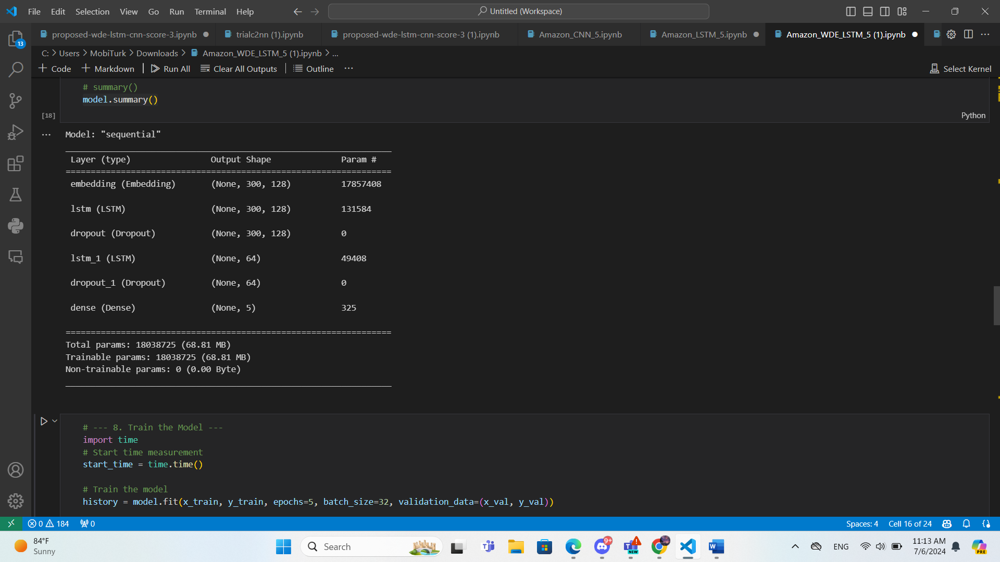 File Edit Selection View Go Run Terminal Help
Untitled (Workspace)
proposed-wde-lstm-cnn-score-3.ipynb
trialc2nn (1).ipynb
proposed-wde-lstm-cnn-score-3 (1).ipynb
Amazon_CNN_5.ipynb
Amazon_LSTM_5.ipynb
Amazon_WDE_LSTM_5 (1).ipynb
13
C: > Users > MobiTurk > Downloads > Amazon_WDE_LSTM_5 (1).ipynb > ...
+ Code + Markdown | Run All Clear All Outputs | Outline ...
Select Kernel
# summary()
model.summary()
[18]
Python
... Model: "sequential"
_________________________________________________________________
Layer (type) Output Shape Param #
=================================================================
embedding (Embedding) (None, 300, 128) 17857408
lstm (LSTM) (None, 300, 128) 131584
dropout (Dropout) (None, 300, 128) 0
lstm_1 (LSTM) (None, 64) 49408
dropout_1 (Dropout) (None, 64) 0
dense (Dense) (None, 5) 325
=================================================================
Total params: 18038725 (68.81 MB)
Trainable params: 18038725 (68.81 MB)
Non-trainable params: 0 (0.00 Byte)
_________________________________________________________________
# --- 8. Train the Model ---
import time
# Start time measurement
start_time = time.time()
# Train the model
history = model.fit(x_train, y_train, epochs=5, batch_size=32, validation_data=(x_val, y_val))
0 184 0
Spaces: 4 Cell 16 of 24
84°F
Sunny
Search
9+
NEW
ENG
11:13 AM
7/6/2024
PRE